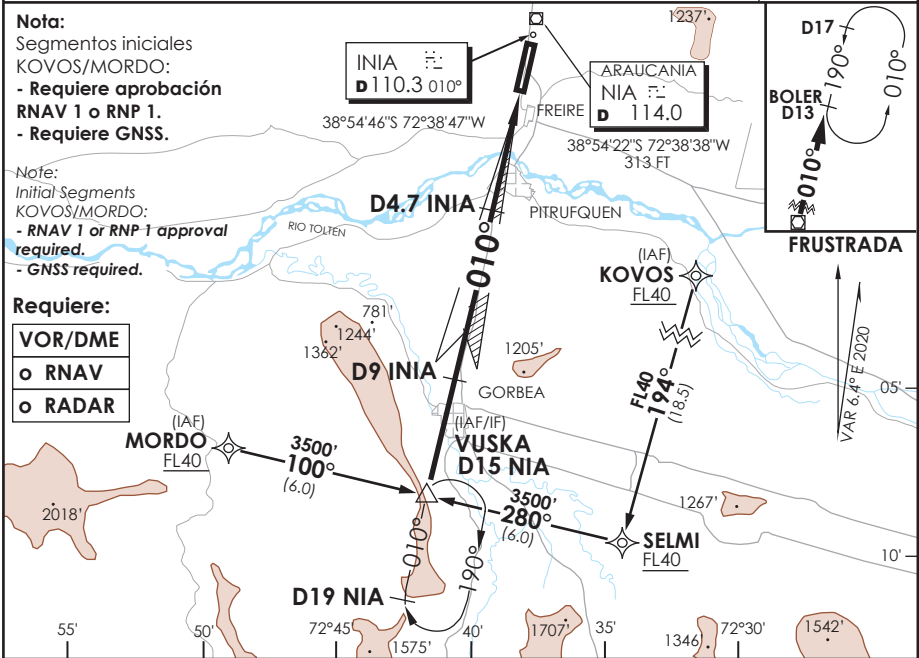 Nota:
Segmentos iniciales
KOVOS/MORDO:
- Requiere aprobación
RNAV 1 o RNP 1.
- Requiere GNSS.
Note:
Initial Segments
KOVOS/MORDO:
- RNAV 1 or RNP 1 approval
required.
- GNSS required.
Requiere:
VOR/DME
o RNAV
o RADAR
INIA
D 110.3 010°
38°54'46"S 72°38'47"W
ARAUCANIA
NIA
D 114.0
38°54'22"S 72°38'38"W
313 FT
FREIRE
1237'
D17
190°
010°
BOLER
D13
010°
FRUSTRADA
D4.7 INIA
PITRUFQUEN
RIO TOLTEN
010°
(IAF)
KOVOS
FL40
781'
1244'
1362'
1205'
D9 INIA
GORBEA
FL40
194°
(18.5)
VAR 6.4° E 2020
05'
(IAF)
MORDO
FL40
3500'
100°
(6.0)
(IAF/IF)
VUSKA
D15 NIA
3500'
280°
(6.0)
SELMI
FL40
1267'
2018'
010°
190°
10'
D19 NIA
1575'
1707'
1346'
1542'
55'
50'
72°45'
40'
35'
72°30'